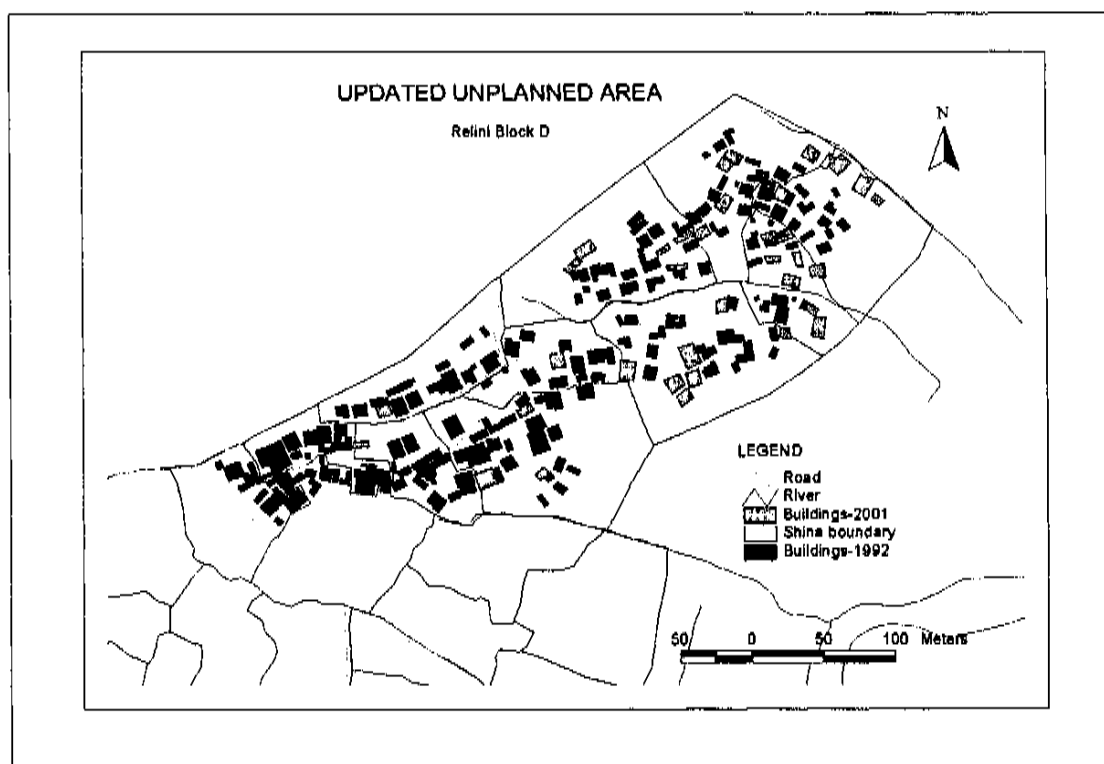 UPDATED UNPLANNED AREA
Relini Block D
N
LEGEND
Road
River
Buildings-2001
Shina boundary
Buildings-1992
50 0 50 100 Meters